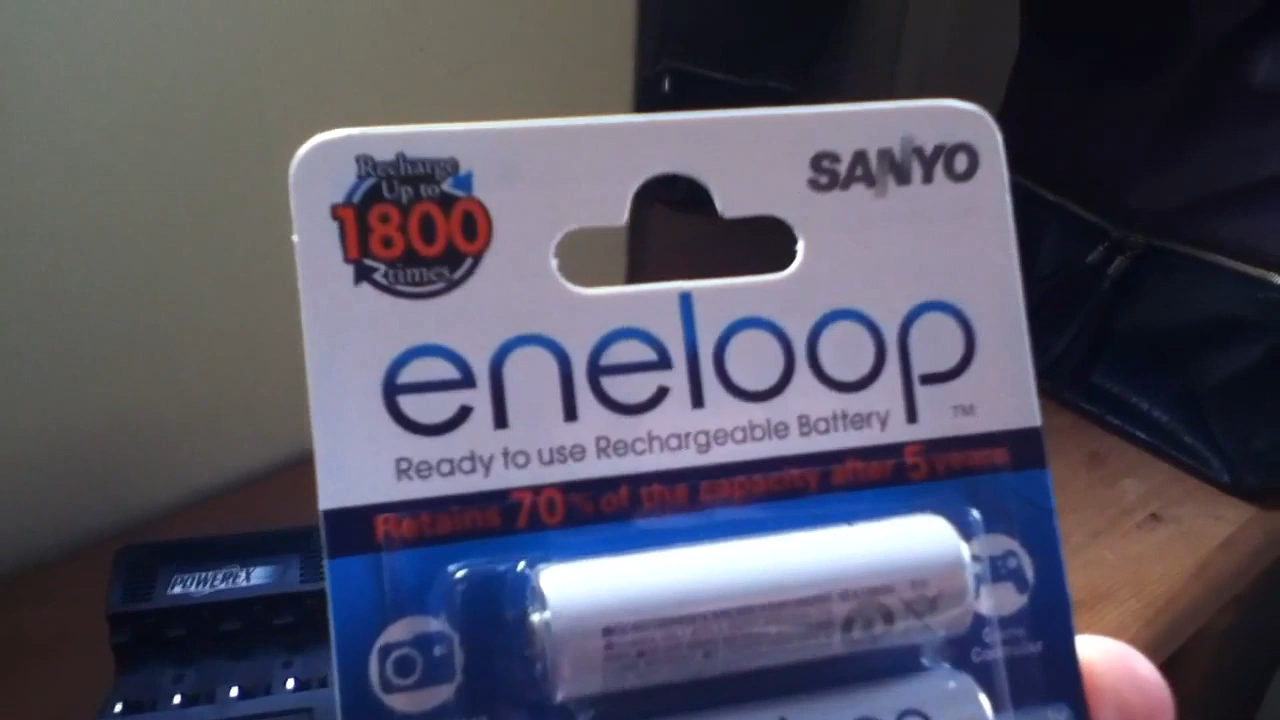 Recharge
Up to
1800
times
SANYO
eneloop
TM
Ready to use Rechargeable Battery
Retains 70% of the capacity after 5 years
POWEREX
eneloop